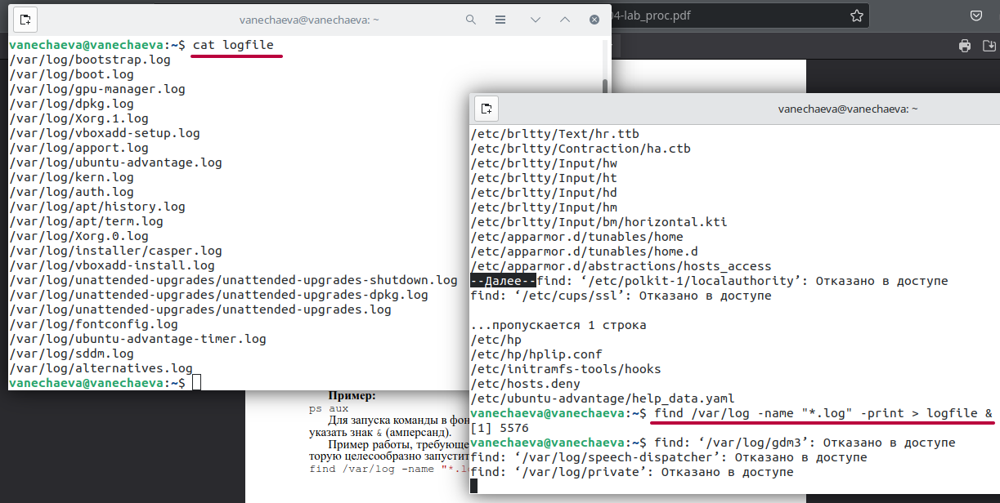 vanechaeva@vanechaeva: ~
vanechaeva@vanechaeva:~$ cat logfile
/var/log/bootstrap.log
/var/log/boot.log
/var/log/gpu-manager.log
/var/log/dpkg.log
/var/log/Xorg.1.log
/var/log/vboxadd-setup.log
/var/log/apport.log
/var/log/ubuntu-advantage.log
/var/log/kern.log
/var/log/auth.log
/var/log/apt/history.log
/var/log/apt/term.log
/var/log/Xorg.0.log
/var/log/installer/casper.log
/var/log/vboxadd-install.log
/var/log/unattended-upgrades/unattended-upgrades-shutdown.log
/var/log/unattended-upgrades/unattended-upgrades-dpkg.log
/var/log/unattended-upgrades/unattended-upgrades.log
/var/log/fontconfig.log
/var/log/ubuntu-advantage-timer.log
/var/log/sddm.log
/var/log/alternatives.log
vanechaeva@vanechaeva:~$
04-lab_proc.pdf
vanechaeva@vanechaeva: ~
/etc/brltty/Text/hr.ttb
/etc/brltty/Contraction/ha.ctb
/etc/brltty/Input/hw
/etc/brltty/Input/ht
/etc/brltty/Input/hd
/etc/brltty/Input/hm
/etc/brltty/Input/bm/horizontal.kti
/etc/apparmor.d/tunables/home
/etc/apparmor.d/tunables/home.d
/etc/apparmor.d/abstractions/hosts_access
--Далее--find: ‘/etc/polkit-1/localauthority’: Отказано в доступе
find: ‘/etc/cups/ssl’: Отказано в доступе
...пропускается 1 строка
/etc/hp
/etc/hp/hplip.conf
/etc/initramfs-tools/hooks
/etc/hosts.deny
/etc/ubuntu-advantage/help_data.yaml
vanechaeva@vanechaeva:~$ find /var/log -name "*.log" -print > logfile &
[1] 5576
vanechaeva@vanechaeva:~$ find: ‘/var/log/gdm3’: Отказано в доступе
find: ‘/var/log/speech-dispatcher’: Отказано в доступе
find: ‘/var/log/private’: Отказано в доступе
Пример:
ps aux
Для запуска команды в фон
указать знак & (амперсанд).
Пример работы, требующе
торую целесообразно запустит
find /var/log -name "*.lo